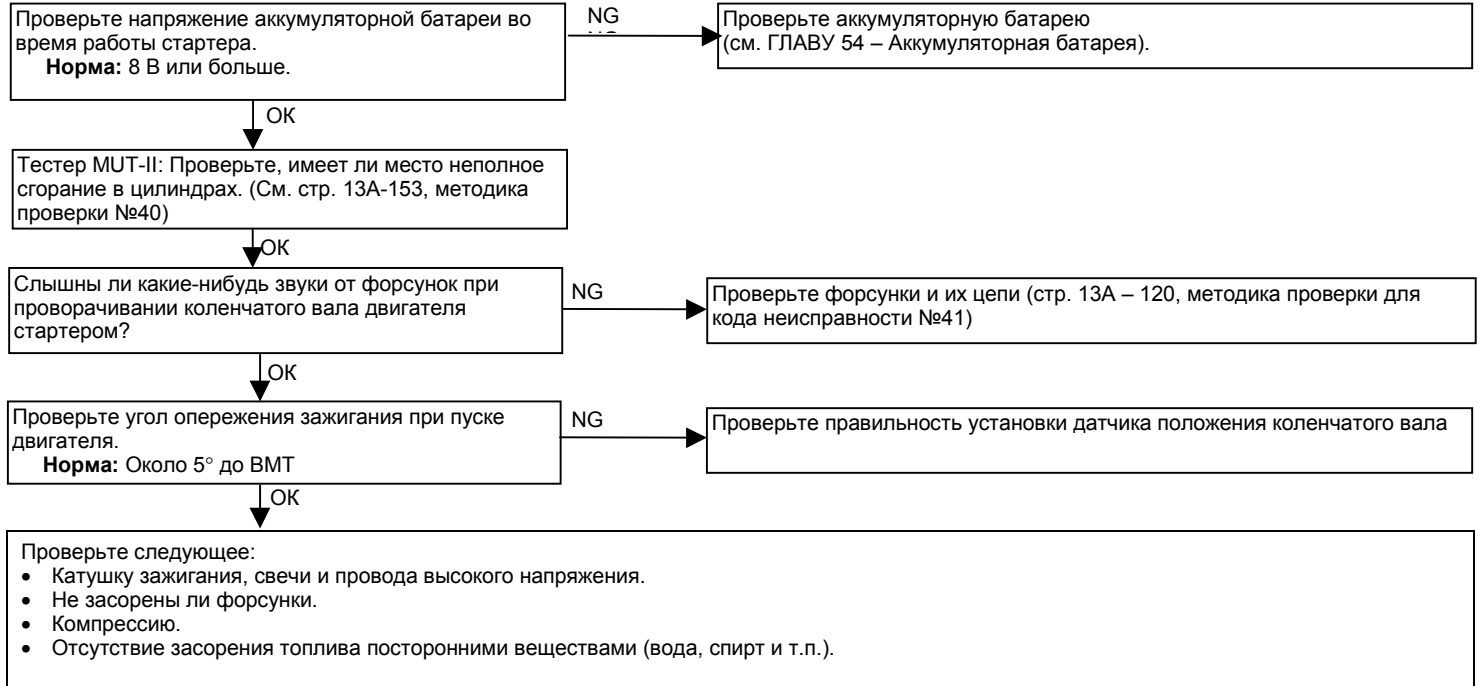 Проверьте напряжение аккумуляторной батареи во
время работы стартера.
Норма: 8 В или больше.
NG
Проверьте аккумуляторную батарею
(см. ГЛАВУ 54 – Аккумуляторная батарея).
ОК
Тестер MUT-II: Проверьте, имеет ли место неполное
сгорание в цилиндрах. (См. стр. 13А-153, методика
проверки №40)
ОК
Слышны ли какие-нибудь звуки от форсунок при
проворачивании коленчатого вала двигателя
стартером?
NG
Проверьте форсунки и их цепи (стр. 13А – 120, методика проверки для
кода неисправности №41)
ОК
Проверьте угол опережения зажигания при пуске
двигателя.
Норма: Около 5° до ВМТ
NG
Проверьте правильность установки датчика положения коленчатого вала
ОК
Проверьте следующее:
• Катушку зажигания, свечи и провода высокого напряжения.
• Не засорены ли форсунки.
• Компрессию.
• Отсутствие засорения топлива посторонними веществами (вода, спирт и т.п.).